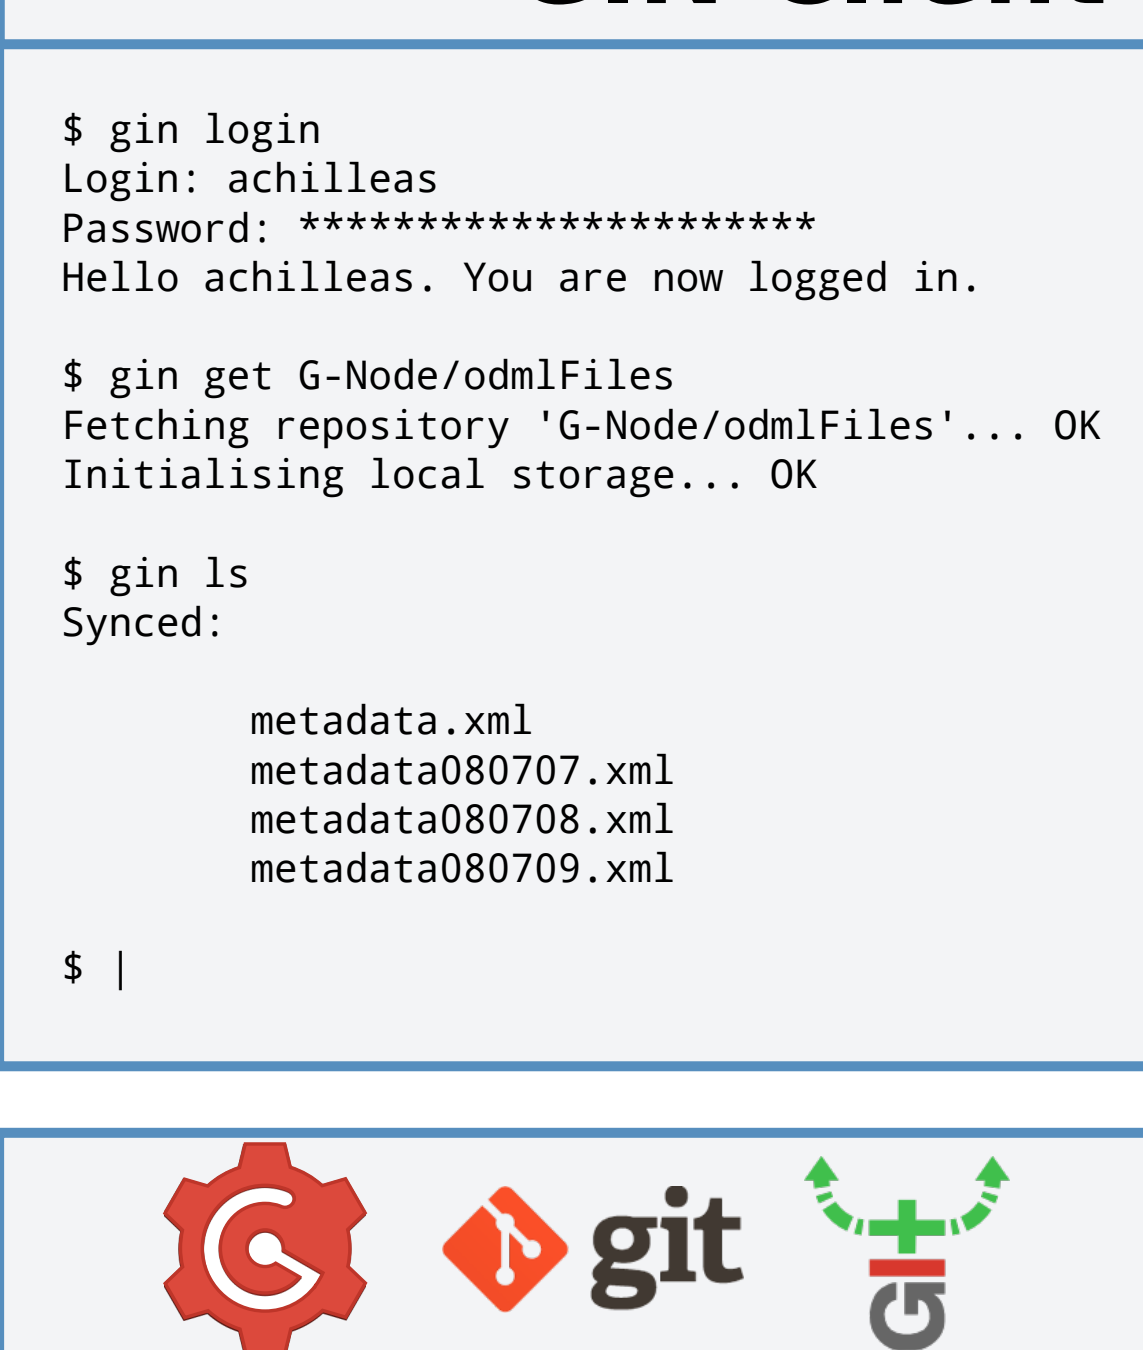 $ gin login
Login: achilleas
Password: **********************
Hello achilleas. You are now logged in.
$ gin get G-Node/odmlFiles
Fetching repository 'G-Node/odmlFiles'... OK
Initialising local storage... OK
$ gin ls
Synced:
metadata.xml
metadata080707.xml
metadata080708.xml
metadata080709.xml
$ |
git
GIt